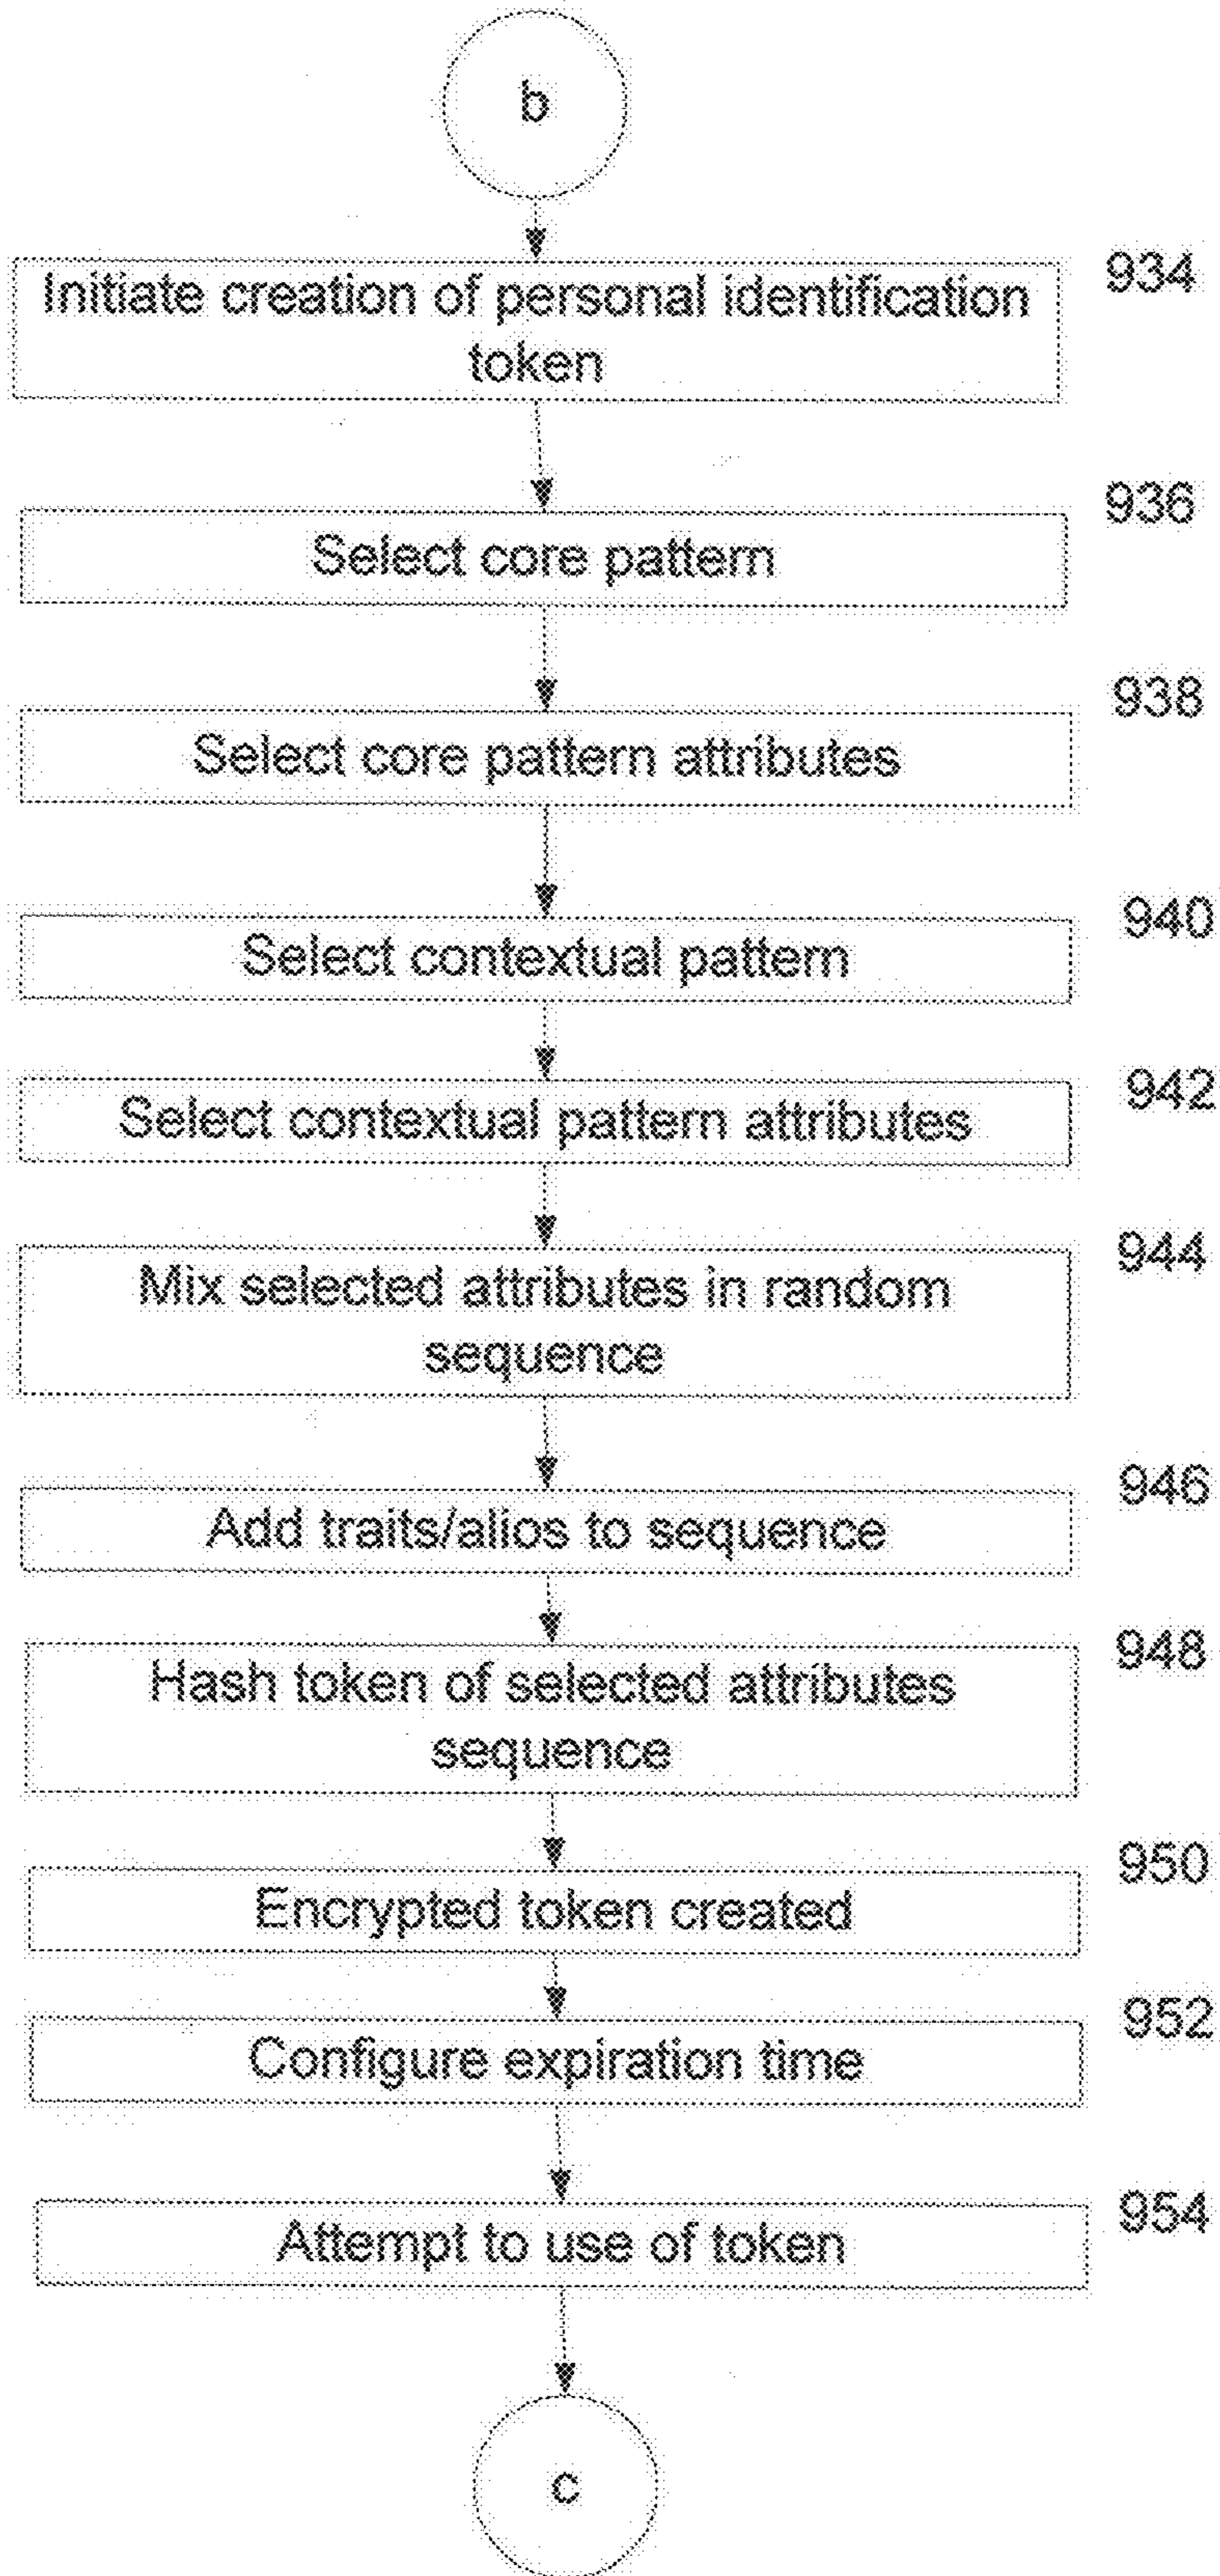 b
934
Initiate creation of personal identification
token
936
Select core pattern
938
Select core pattern attributes
940
Select contextual pattern
942
Select contextual pattern attributes
944
Mix selected attributes in random
sequence
946
Add traits/alios to sequence
948
Hash token of selected attributes
sequence
950
Encrypted token created
952
Configure expiration time
954
Attempt to use of token
c